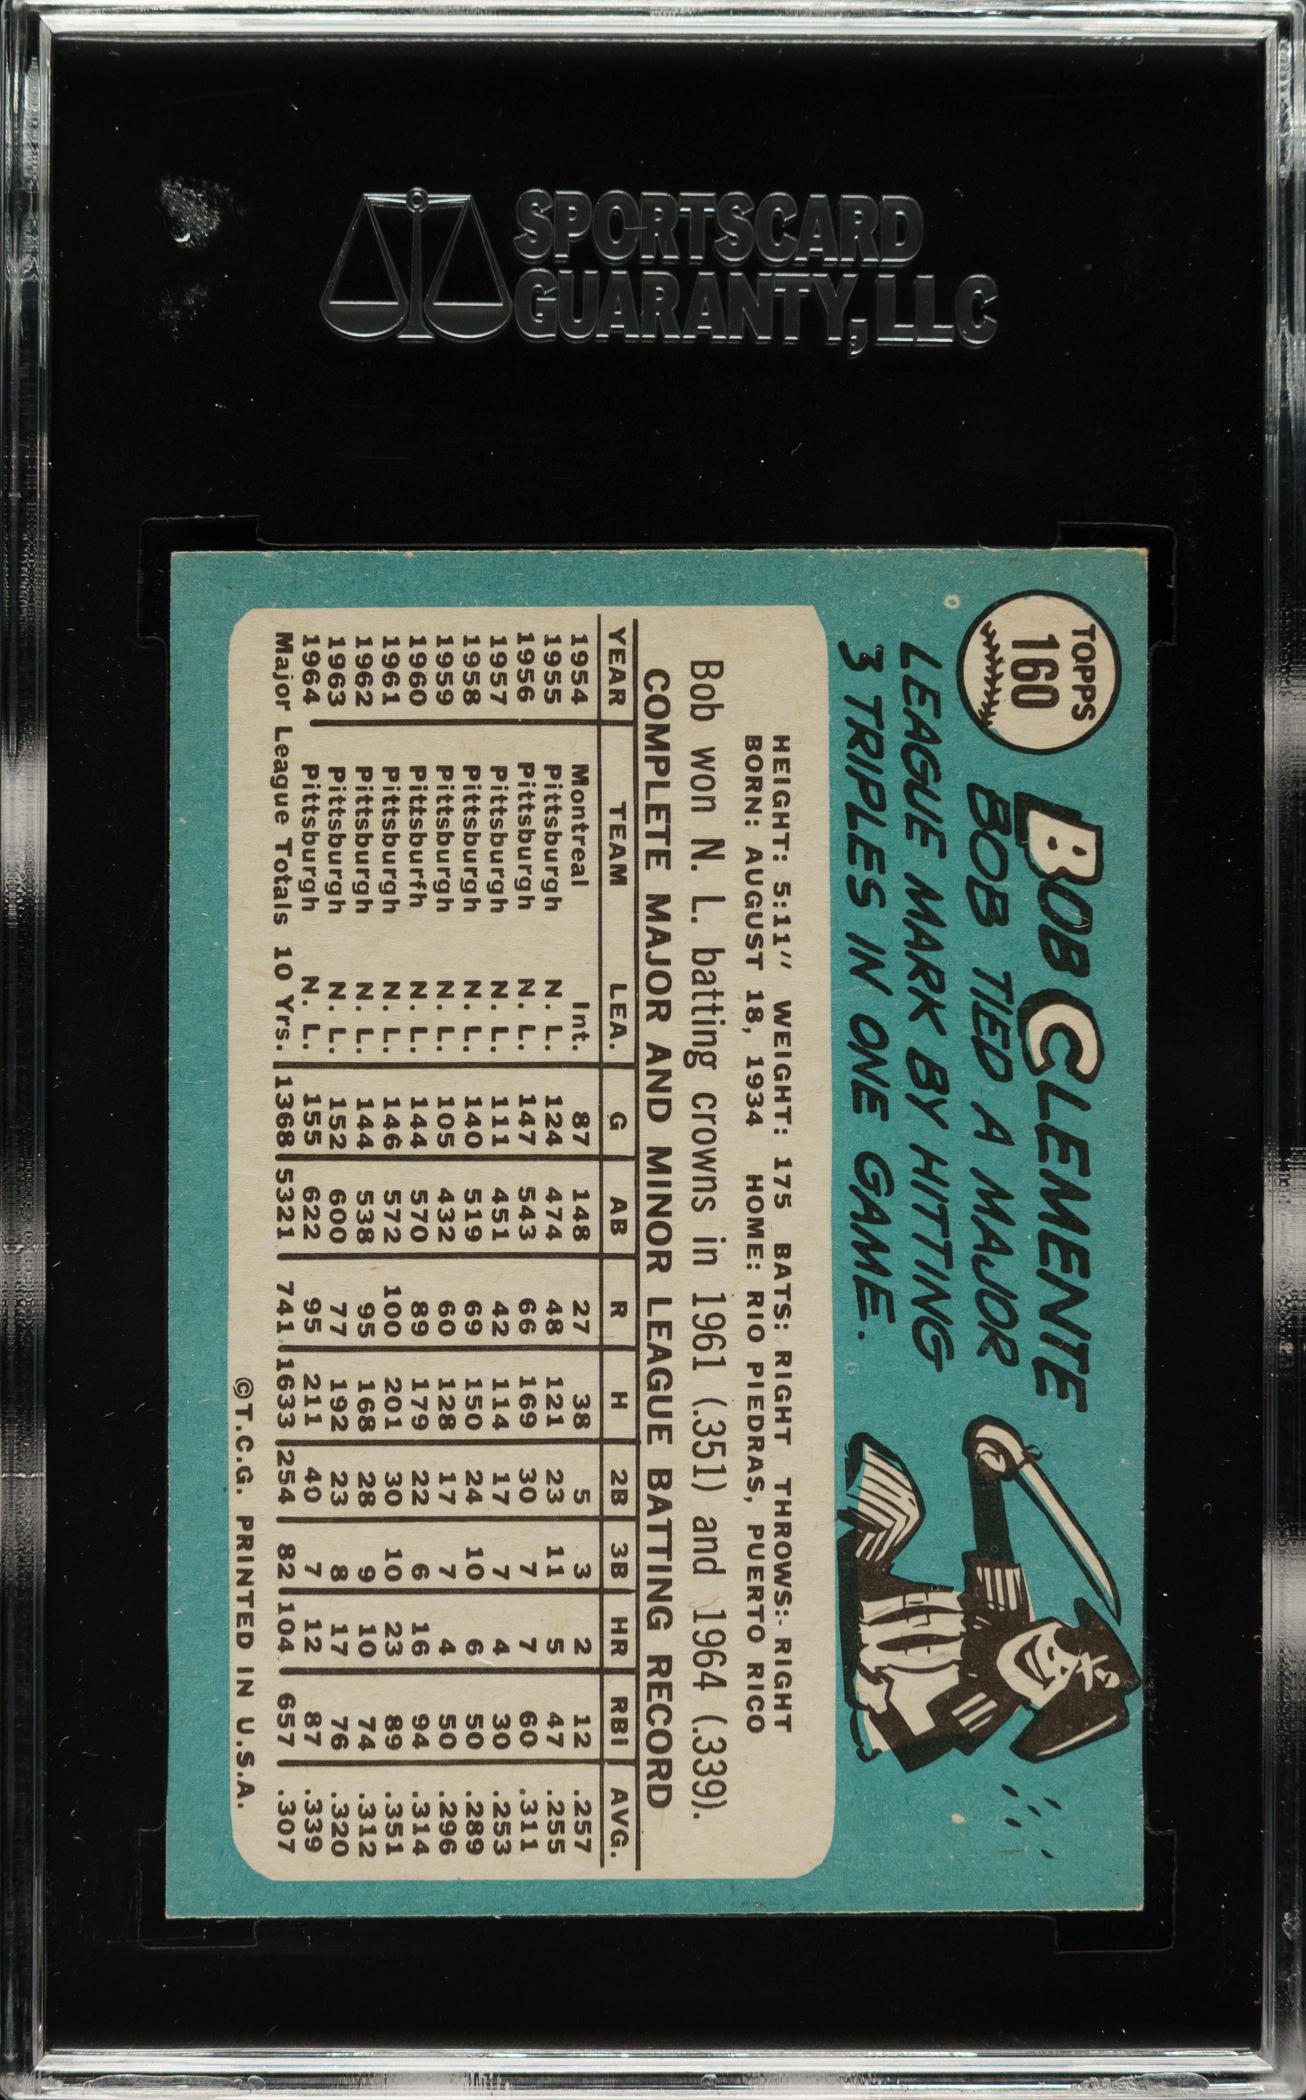 SPORTSCARD
GUARANTY, LLC
TOPPS
160
BOB CLEMENTE
BOB TIED A MAJOR
LEAGUE MARK BY HITTING
3 TRIPLES IN ONE GAME.
HEIGHT: 5:11" WEIGHT: 175 BATS: RIGHT THROWS: RIGHT
BORN: AUGUST 18, 1934 HOME: RIO PIEDRAS, PUERTO RICO
Bob won N. L. batting crowns in 1961 (.351) and 1964 (.339).
COMPLETE MAJOR AND MINOR LEAGUE BATTING RECORD
YEAR TEAM LEA. G AB R H 2B 3B HR RBI AVG.
1954 Montreal Int. 87 148 27 38 5 3 2 12 .257
1955 Pittsburgh N. L. 124 474 48 121 23 11 5 47 .255
1956 Pittsburgh N. L. 147 543 66 169 30 7 7 60 .311
1957 Pittsburgh N. L. 111 451 42 114 17 7 4 30 .253
1958 Pittsburgh N. L. 140 519 69 150 24 10 6 50 .289
1959 Pittsburgh N. L. 105 432 60 128 17 7 4 50 .296
1960 Pittsburfh N. L. 144 570 89 179 22 6 16 94 .314
1961 Pittsburgh N. L. 146 572 100 201 30 10 23 89 .351
1962 Pittsburgh N. L. 144 538 95 168 28 9 10 74 .312
1963 Pittsburgh N. L. 152 600 77 192 23 8 17 76 .320
1964 Pittsburgh N. L. 155 622 95 211 40 7 12 87 .339
Major League Totals 10 Yrs. 1368 5321 741 1633 254 82 104 657 .307
©T.C.G. PRINTED IN U.S.A.